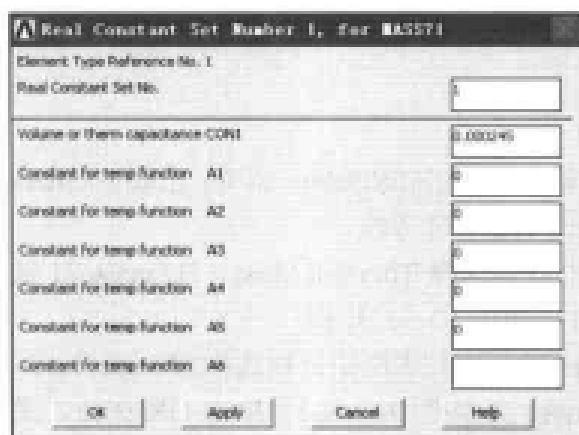 Real Constant Set Number 1, for MASS71
Element Type Reference No. 1
Real Constant Set No. 1
Volume or therm capacitance CON1 0.000245
Constant for temp function A1 0
Constant for temp function A2 0
Constant for temp function A3 0
Constant for temp function A4 0
Constant for temp function A5 0
Constant for temp function A6
OK Apply Cancel Help